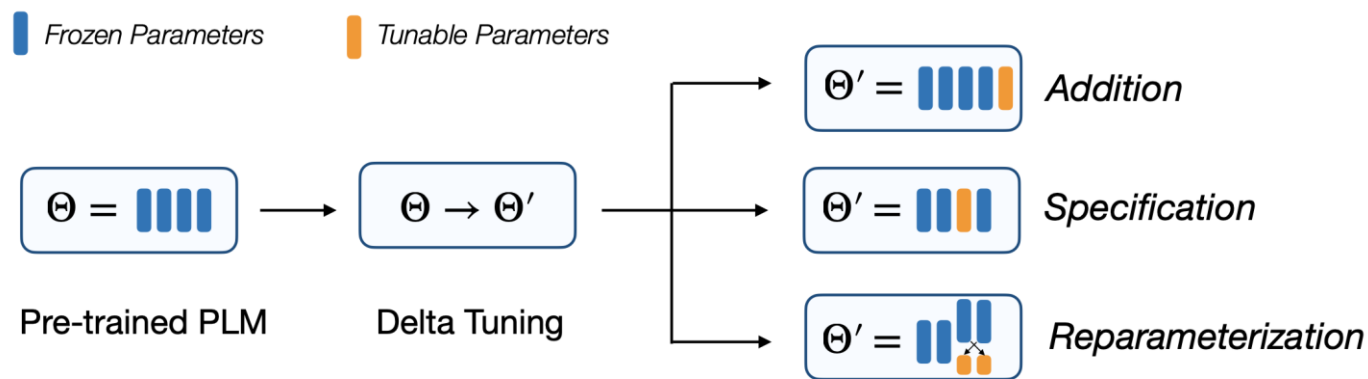 Frozen Parameters
Tunable Parameters
Θ′ =
Addition
Θ =
Θ → Θ′
Θ′ =
Specification
Pre-trained PLM
Delta Tuning
Θ′ =
Reparameterization